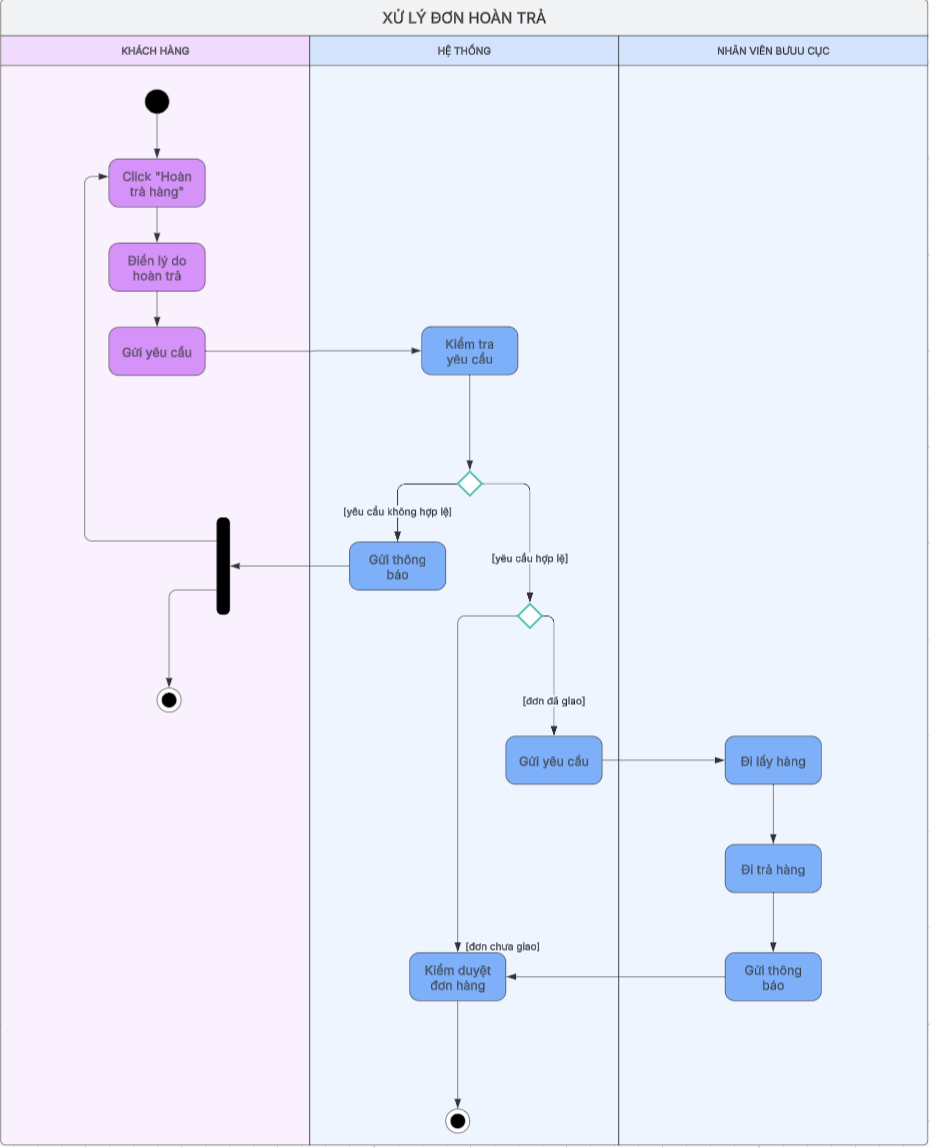 XỬ LÝ ĐƠN HOÀN TRẢ
KHÁCH HÀNG
HỆ THỐNG
NHÂN VIÊN BƯUU CỤC
Click "Hoàn
trả hàng"
Điền lý do
hoàn trả
Gửi yêu cầu
Kiểm tra
yêu cầu
[yêu cầu không hợp lệ]
Gửi thông
báo
[yêu cầu hợp lệ]
[đơn đã giao]
Gửi yêu cầu
Đi lấy hàng
Đi trả hàng
[đơn chưa giao]
Kiểm duyệt
đơn hàng
Gửi thông
báo